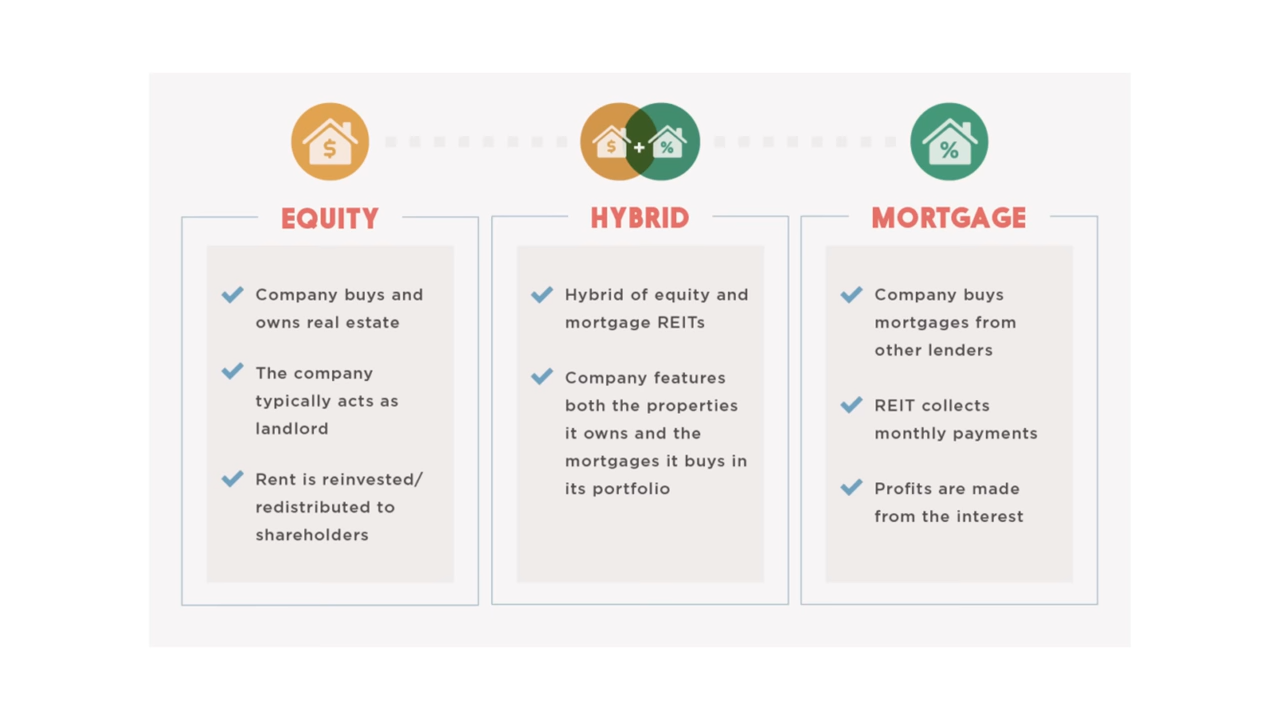 $
$ + %
%
EQUITY
Company buys and
owns real estate
The company
typically acts as
landlord
Rent is reinvested/
redistributed to
shareholders
HYBRID
Hybrid of equity and
mortgage REITs
Company features
both the properties
it owns and the
mortgages it buys in
its portfolio
MORTGAGE
Company buys
mortgages from
other lenders
REIT collects
monthly payments
Profits are made
from the interest